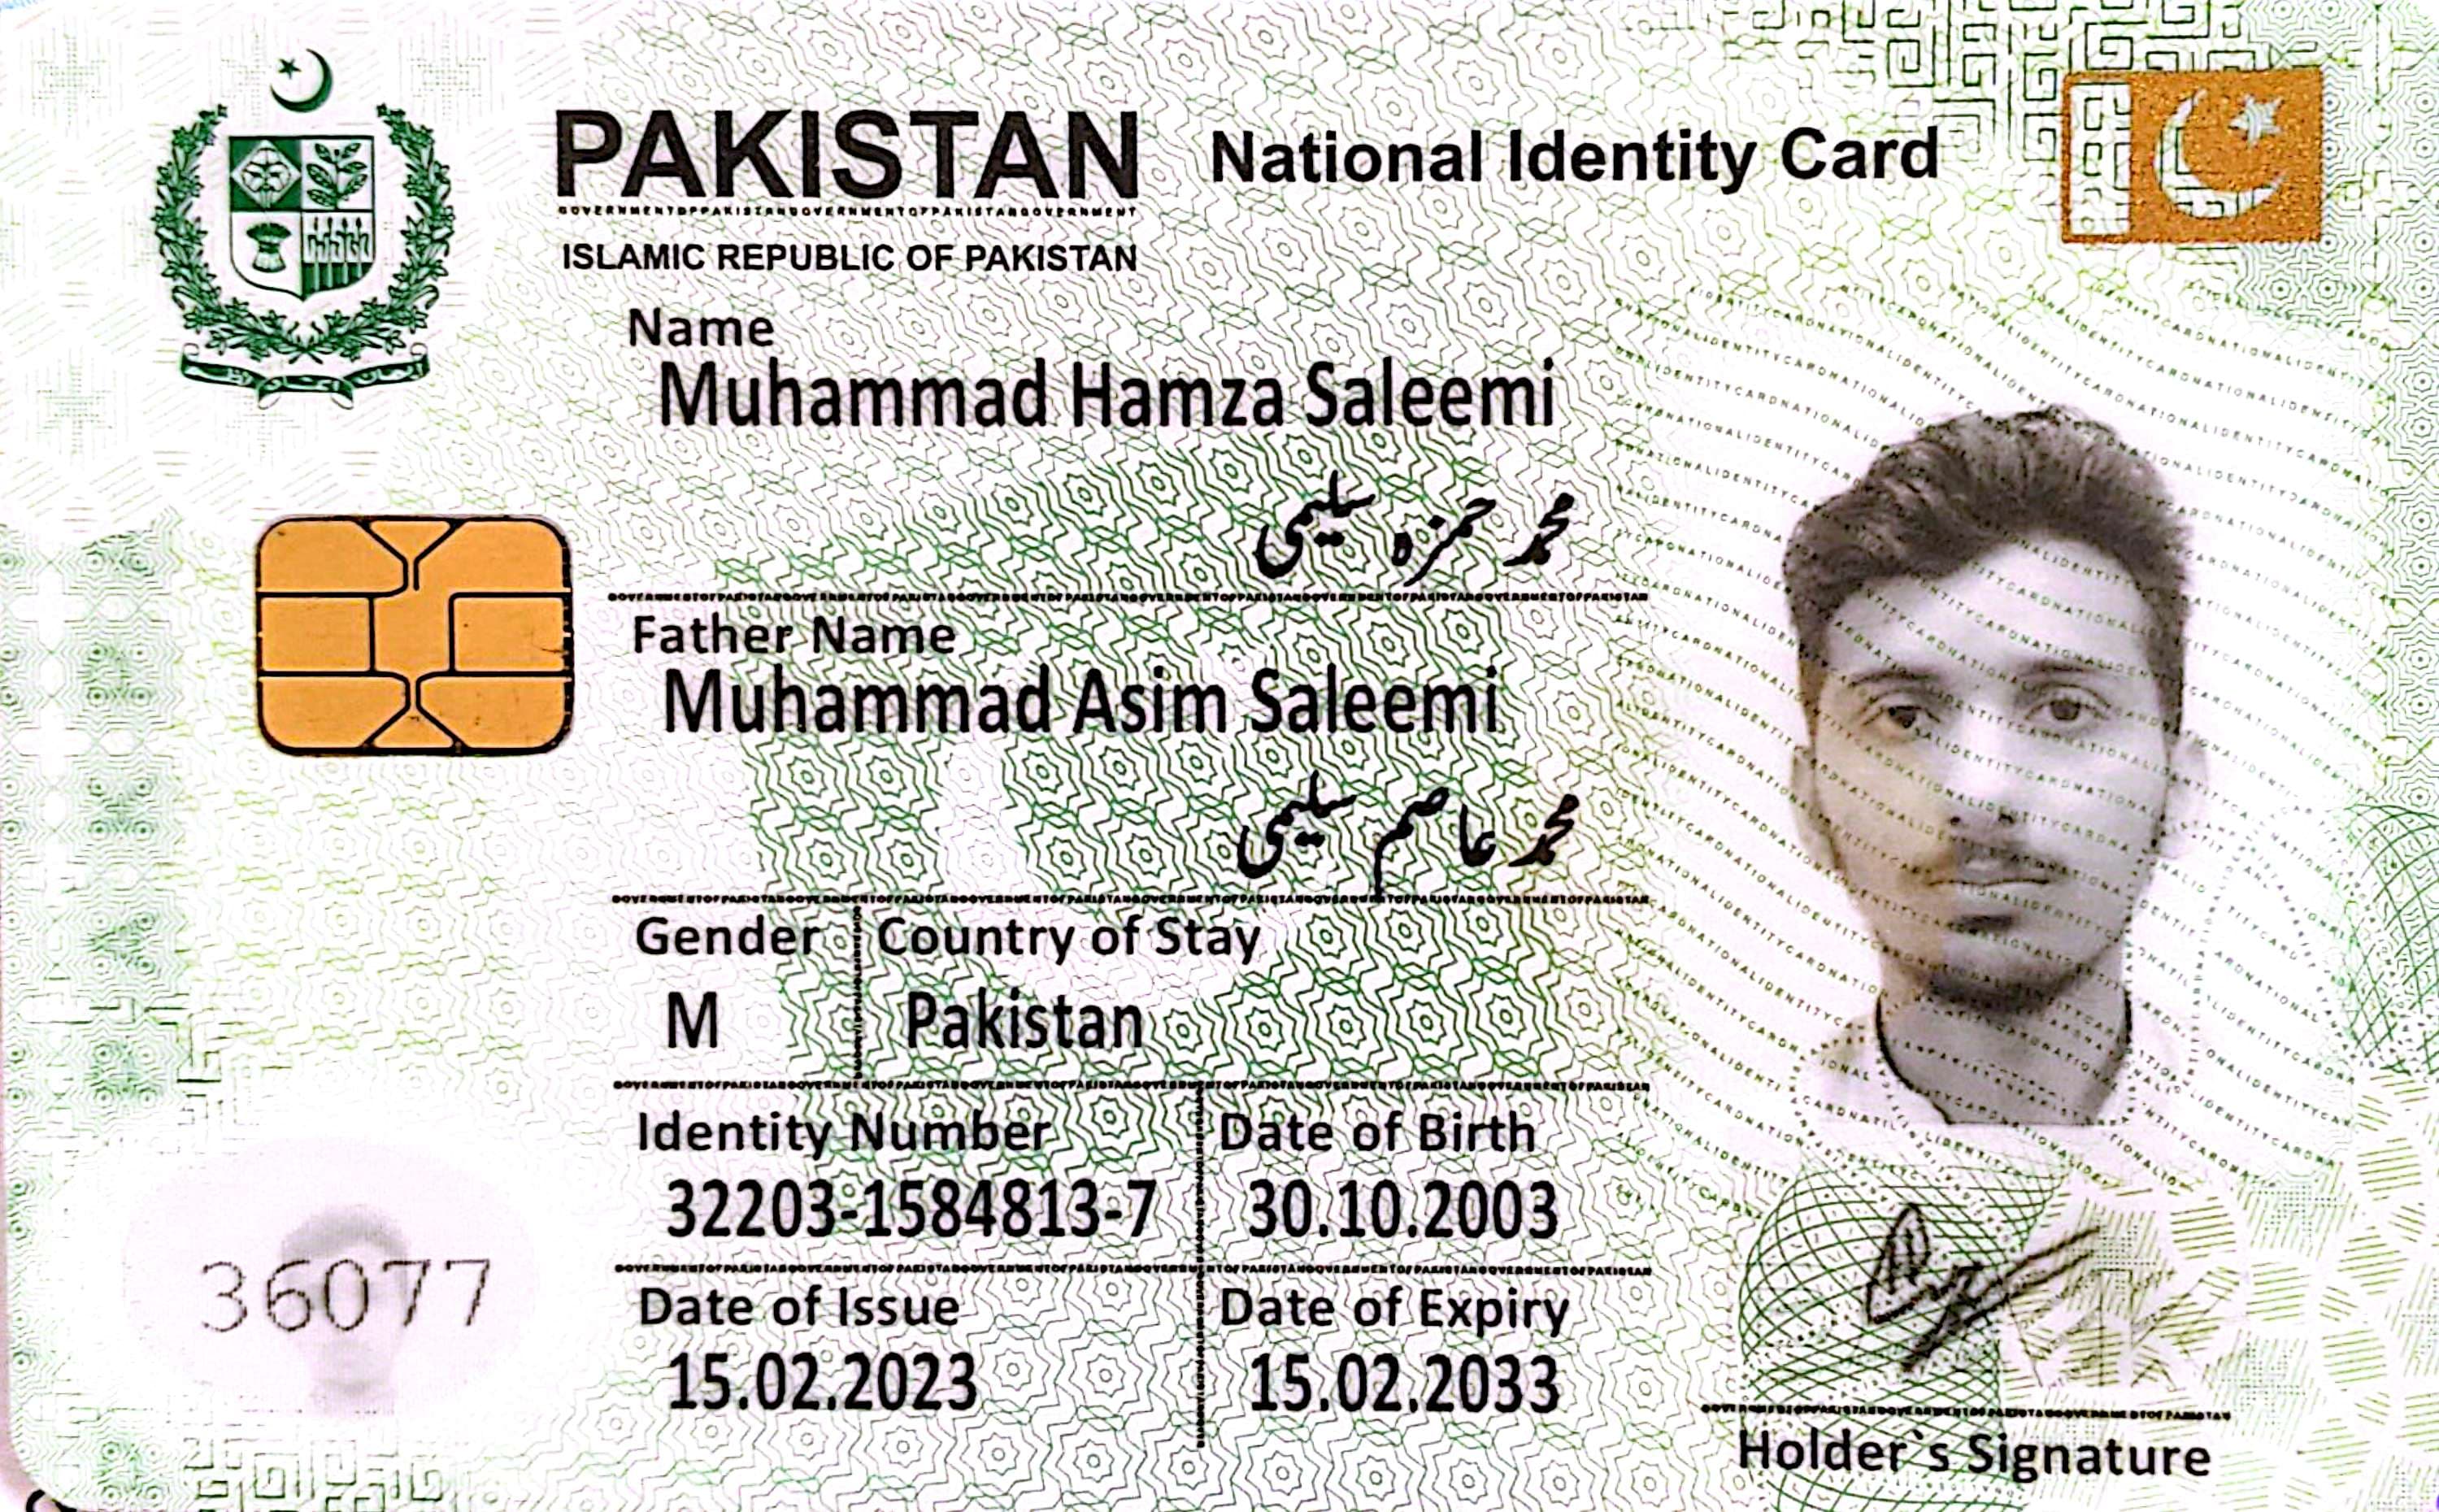 PAKISTAN National Identity Card
ISLAMIC REPUBLIC OF PAKISTAN
Name
Muhammad Hamza Saleemi
محمد حمزہ سلیمی
Father Name
Muhammad Asim Saleemi
محمد عاصم سلیمی
Gender Country of Stay
M Pakistan
Identity Number Date of Birth
32203-1584813-7 30.10.2003
Date of Issue Date of Expiry
15.02.2023 15.02.2033
36077
Holder`s Signature